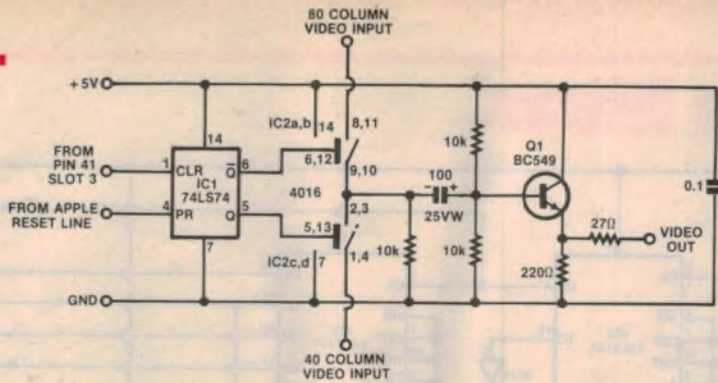 80 COLUMN
VIDEO INPUT
+5V
IC2a,b
14
8,11
14
FROM
PIN 41
SLOT 3
1
CLR
Q̅
6
6,12
9,10
IC1
74LS74
4016
10k
Q1
BC549
100
25VW
0.1
FROM APPLE
RESET LINE
4
PR
Q
5
5,13
2,3
10k
10k
27Ω
VIDEO
OUT
7
IC2c,d
7
1,4
220Ω
GND
40 COLUMN
VIDEO INPUT